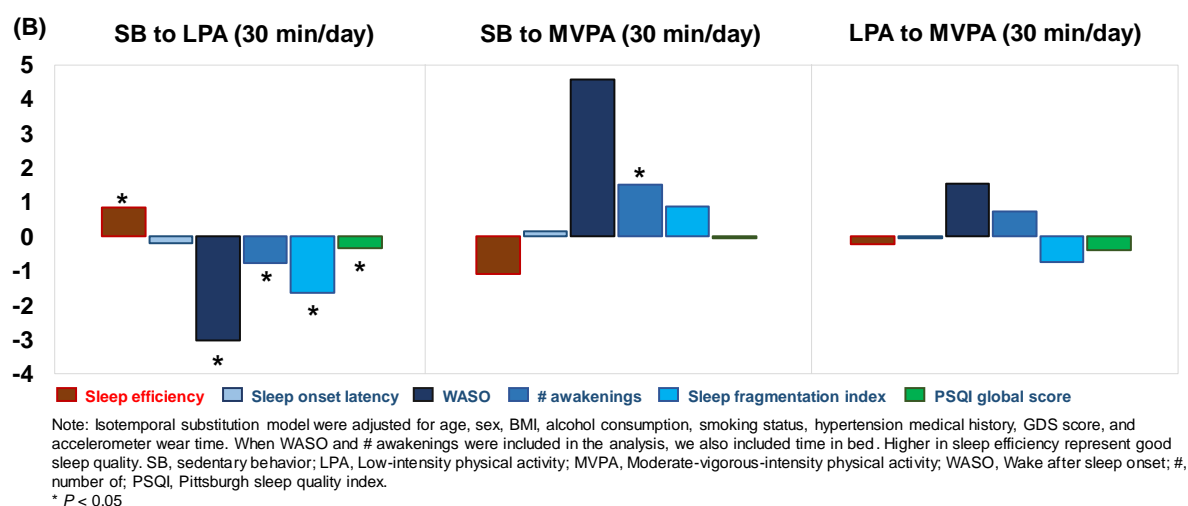 (B)
SB to LPA (30 min/day)
SB to MVPA (30 min/day)
LPA to MVPA (30 min/day)
5
4
3
2
1
0
-1
-2
-3
-4
*
*
*
*
*
*
Sleep efficiency
Sleep onset latency
WASO
# awakenings
Sleep fragmentation index
PSQI global score
Note: Isotemporal substitution model were adjusted for age, sex, BMI, alcohol consumption, smoking status, hypertension medical history, GDS score, and
accelerometer wear time. When WASO and # awakenings were included in the analysis, we also included time in bed. Higher in sleep efficiency represent good
sleep quality. SB, sedentary behavior; LPA, Low-intensity physical activity; MVPA, Moderate-vigorous-intensity physical activity; WASO, Wake after sleep onset; #,
number of; PSQI, Pittsburgh sleep quality index.
* P < 0.05